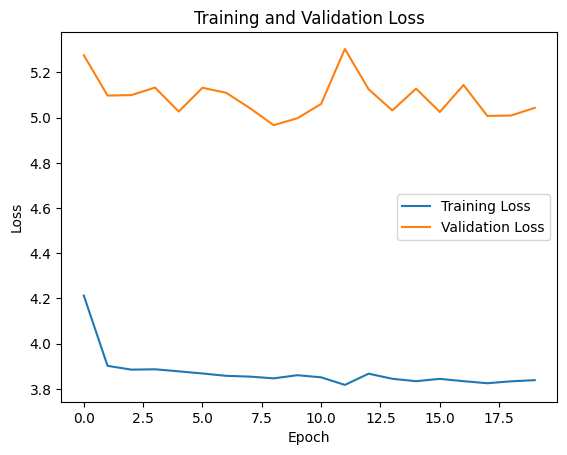 Training and Validation Loss
5.2
5.0
4.8
4.6
4.4
4.2
4.0
3.8
Loss
Training Loss
Validation Loss
0.0 2.5 5.0 7.5 10.0 12.5 15.0 17.5
Epoch